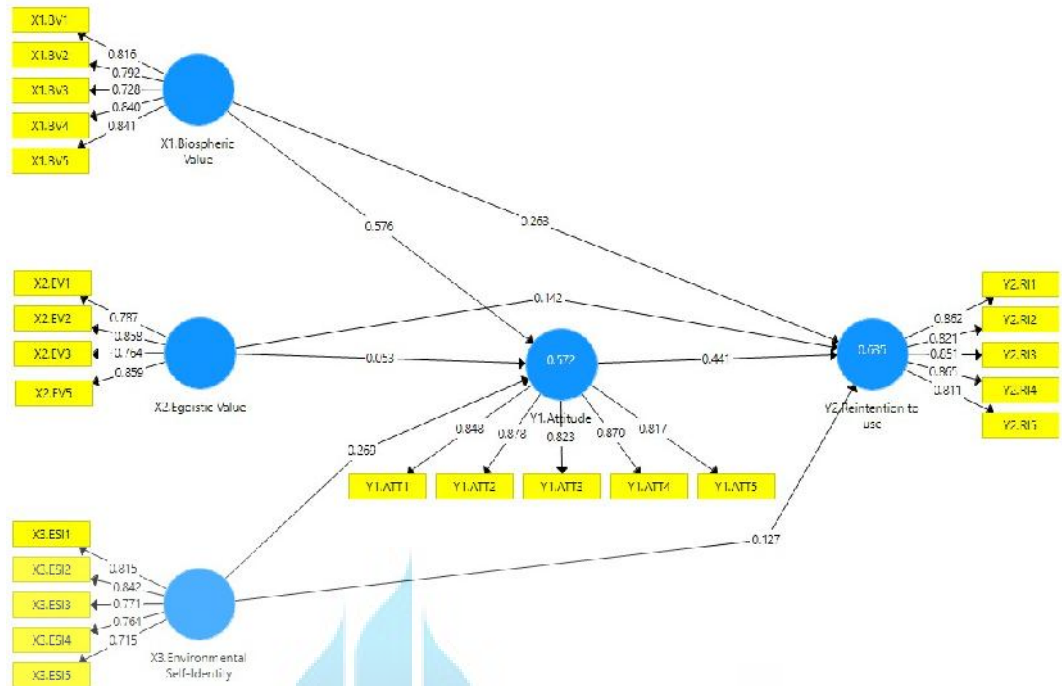 X1.BV1
X1.BV2
X1.BV3
X1.BV4
X1.BV5
0.816
0.792
0.728
0.840
0.841
X1.Biospheric
Value
0.576
0.263
X2.EV1
X2.EV2
X2.EV3
X2.EV5
0.787
0.858
0.764
0.859
X2.Egoistic Value
0.142
0.053
0.572
Y1.Attitude
0.441
Y2.Reintention to
use
0.862
0.821
0.851
0.865
0.811
Y2.RI1
Y2.RI2
Y2.RI3
Y2.RI4
Y2.RI5
0.848
0.878
0.823
0.870
0.817
Y1.ATT1
Y1.ATT2
Y1.ATT3
Y1.ATT4
Y1.ATT5
0.269
0.127
X3.ESI1
X3.ESI2
X3.ESI3
X3.ESI4
X3.ESI5
0.815
0.842
0.771
0.764
0.715
X3.Environmental
Self-Identity